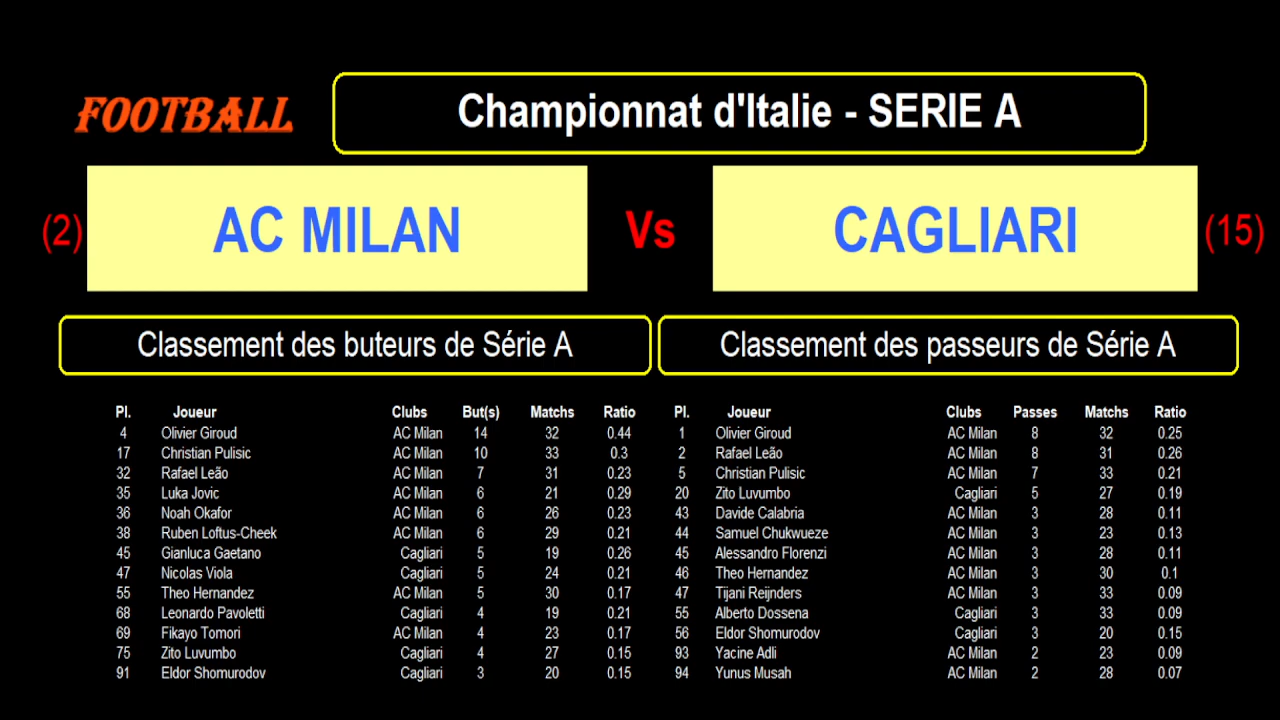 FOOTBALL
Championnat d'Italie - SERIE A
(2) AC MILAN Vs CAGLIARI (15)
Classement des buteurs de Série A
Classement des passeurs de Série A
Pl. Joueur Clubs But(s) Matchs Ratio
4 Olivier Giroud AC Milan 14 32 0.44
17 Christian Pulisic AC Milan 10 33 0.3
32 Rafael Leão AC Milan 7 31 0.23
35 Luka Jovic AC Milan 6 21 0.29
36 Noah Okafor AC Milan 6 26 0.23
38 Ruben Loftus-Cheek AC Milan 6 29 0.21
45 Gianluca Gaetano Cagliari 5 19 0.26
47 Nicolas Viola Cagliari 5 24 0.21
55 Theo Hernandez AC Milan 5 30 0.17
68 Leonardo Pavoletti Cagliari 4 19 0.21
69 Fikayo Tomori AC Milan 4 23 0.17
75 Zito Luvumbo Cagliari 4 27 0.15
91 Eldor Shomurodov Cagliari 3 20 0.15
Pl. Joueur Clubs Passes Matchs Ratio
1 Olivier Giroud AC Milan 8 32 0.25
2 Rafael Leão AC Milan 8 31 0.26
5 Christian Pulisic AC Milan 7 33 0.21
20 Zito Luvumbo Cagliari 5 27 0.19
43 Davide Calabria AC Milan 3 28 0.11
44 Samuel Chukwueze AC Milan 3 23 0.13
45 Alessandro Florenzi AC Milan 3 28 0.11
46 Theo Hernandez AC Milan 3 30 0.1
47 Tijani Reijnders AC Milan 3 33 0.09
55 Alberto Dossena Cagliari 3 33 0.09
56 Eldor Shomurodov Cagliari 3 20 0.15
93 Yacine Adli AC Milan 2 23 0.09
94 Yunus Musah AC Milan 2 28 0.07